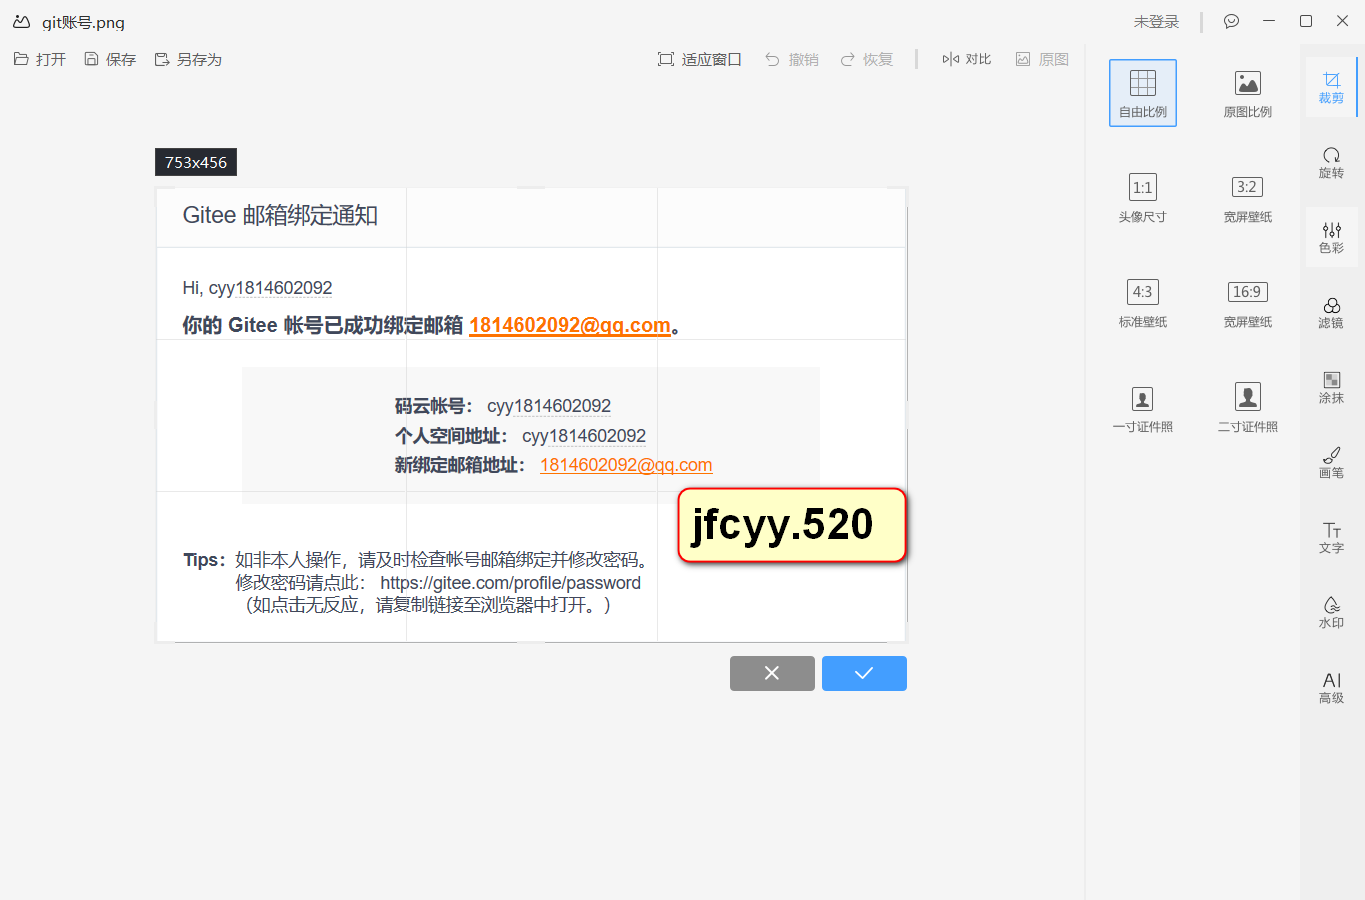 git账号.png
未登录
打开 保存 另存为 适应窗口 撤销 恢复 对比 原图
753x456
Gitee 邮箱绑定通知
Hi, cyy1814602092
你的 Gitee 帐号已成功绑定邮箱 1814602092@qq.com。
码云帐号： cyy1814602092
个人空间地址： cyy1814602092
新绑定邮箱地址： 1814602092@qq.com
jfcyy.520
Tips：如非本人操作，请及时检查帐号邮箱绑定并修改密码。
修改密码请点此： https://gitee.com/profile/password
（如点击无反应，请复制链接至浏览器中打开。）
自由比例 原图比例
1:1 3:2
头像尺寸 宽屏壁纸
4:3 16:9
标准壁纸 宽屏壁纸
一寸证件照 二寸证件照
裁剪
旋转
色彩
滤镜
涂抹
画笔
TT
文字
水印
AI
高级